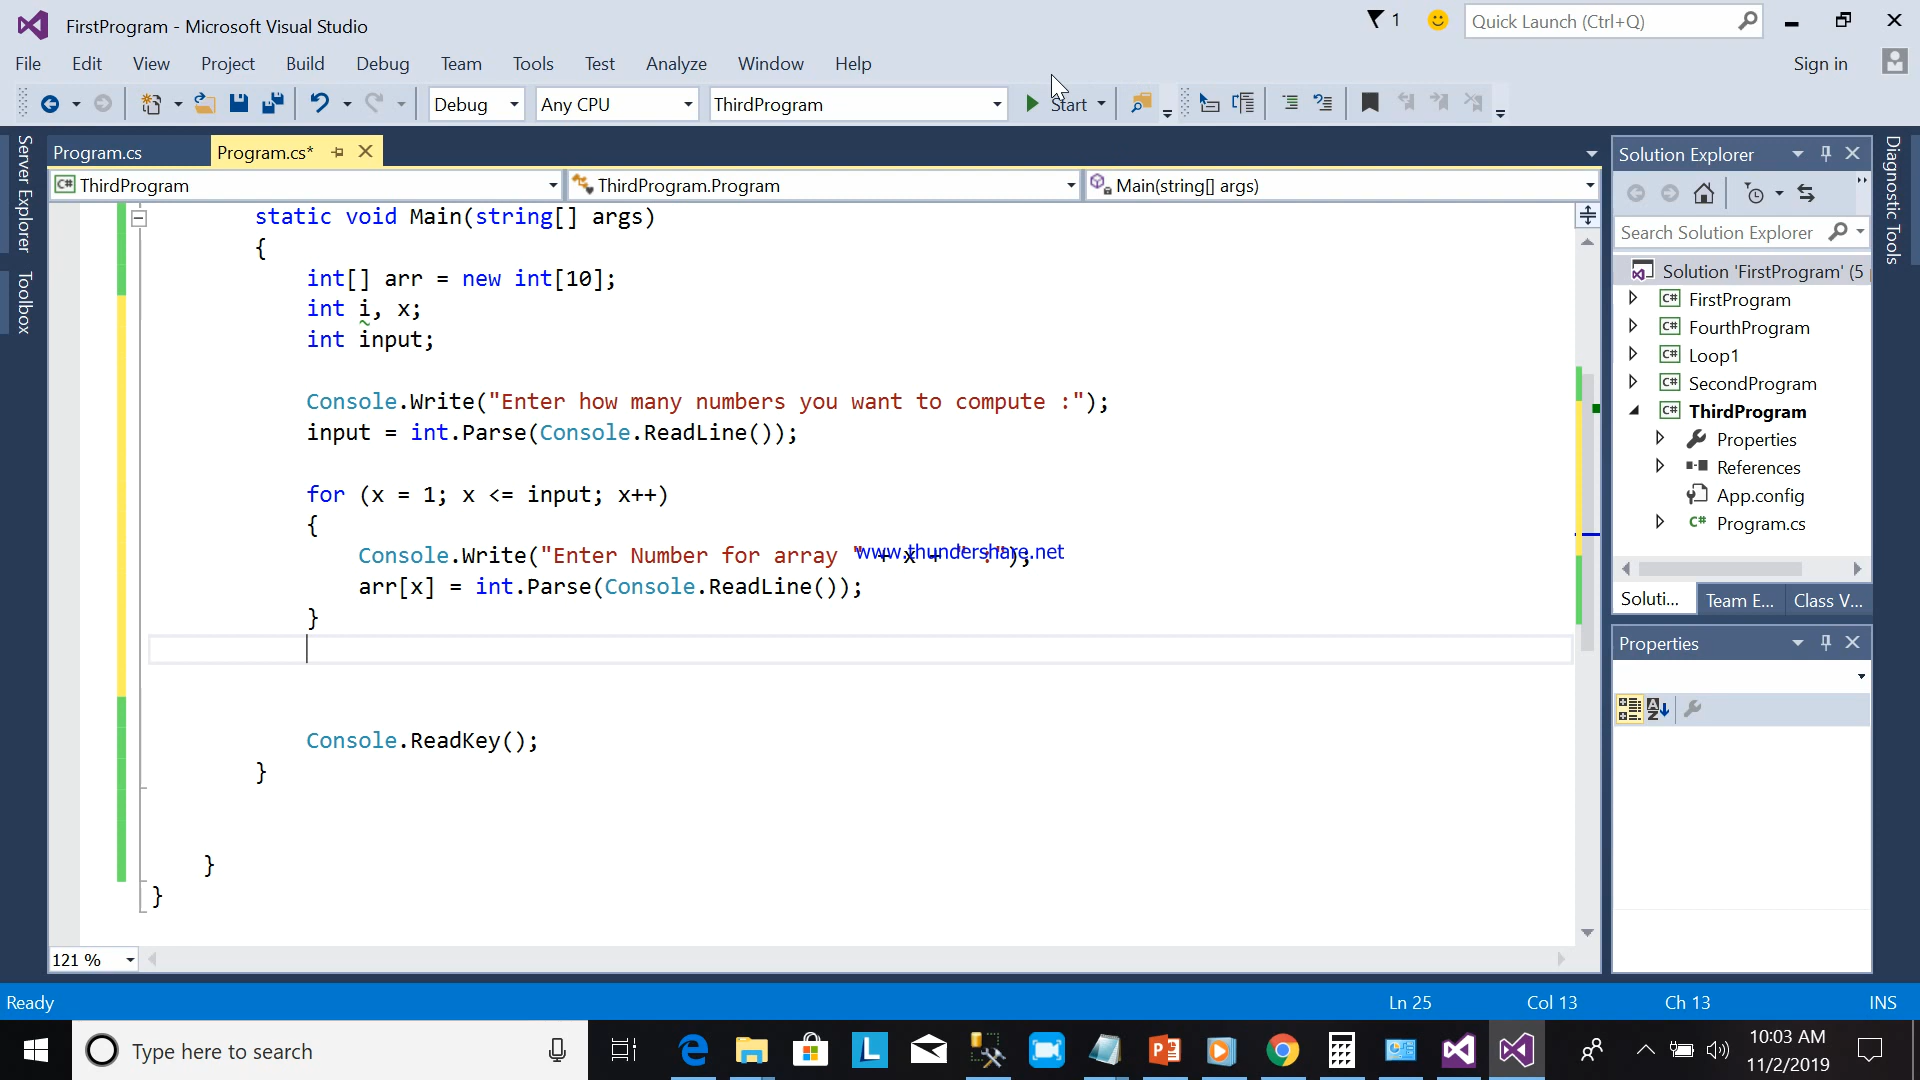 FirstProgram - Microsoft Visual Studio
1
Quick Launch (Ctrl+Q)
File Edit View Project Build Debug Team Tools Test Analyze Window Help
Sign in
Debug Any CPU ThirdProgram Start
Server Explorer
Toolbox
Program.cs Program.cs*
ThirdProgram ThirdProgram.Program Main(string[] args)
static void Main(string[] args)
{
int[] arr = new int[10];
int i, x;
int input;
Console.Write("Enter how many numbers you want to compute :");
input = int.Parse(Console.ReadLine());
for (x = 1; x <= input; x++)
{
Console.Write("Enter Number for array " + x + " :");
www.thundershare.net
arr[x] = int.Parse(Console.ReadLine());
}
Console.ReadKey();
}
}
}
121 %
Solution Explorer
Search Solution Explorer
Solution 'FirstProgram' (5
FirstProgram
FourthProgram
Loop1
SecondProgram
ThirdProgram
Properties
References
App.config
Program.cs
Soluti... Team E... Class V...
Properties
Diagnostic Tools
Ready Ln 25 Col 13 Ch 13 INS
Type here to search
10:03 AM
11/2/2019